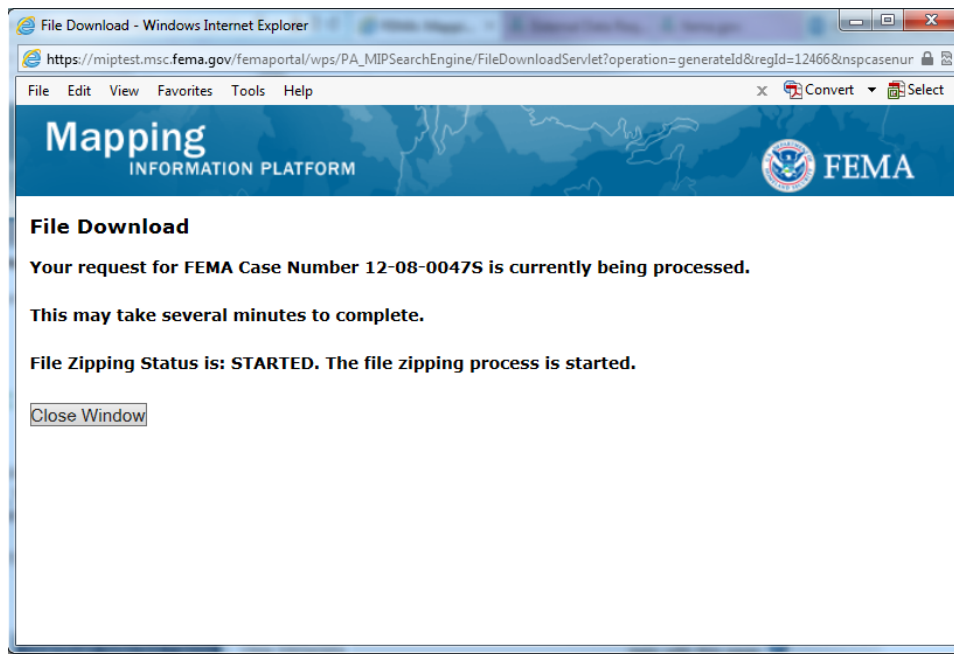 File Download - Windows Internet Explorer
https://miptest.msc.fema.gov/femaportal/wps/PA_MIPSearchEngine/FileDownloadServlet?operation=generateId&regId=12466&nspcasenur
File Edit View Favorites Tools Help x Convert Select
Mapping
INFORMATION PLATFORM
FEMA
File Download
Your request for FEMA Case Number 12-08-0047S is currently being processed.
This may take several minutes to complete.
File Zipping Status is: STARTED. The file zipping process is started.
Close Window